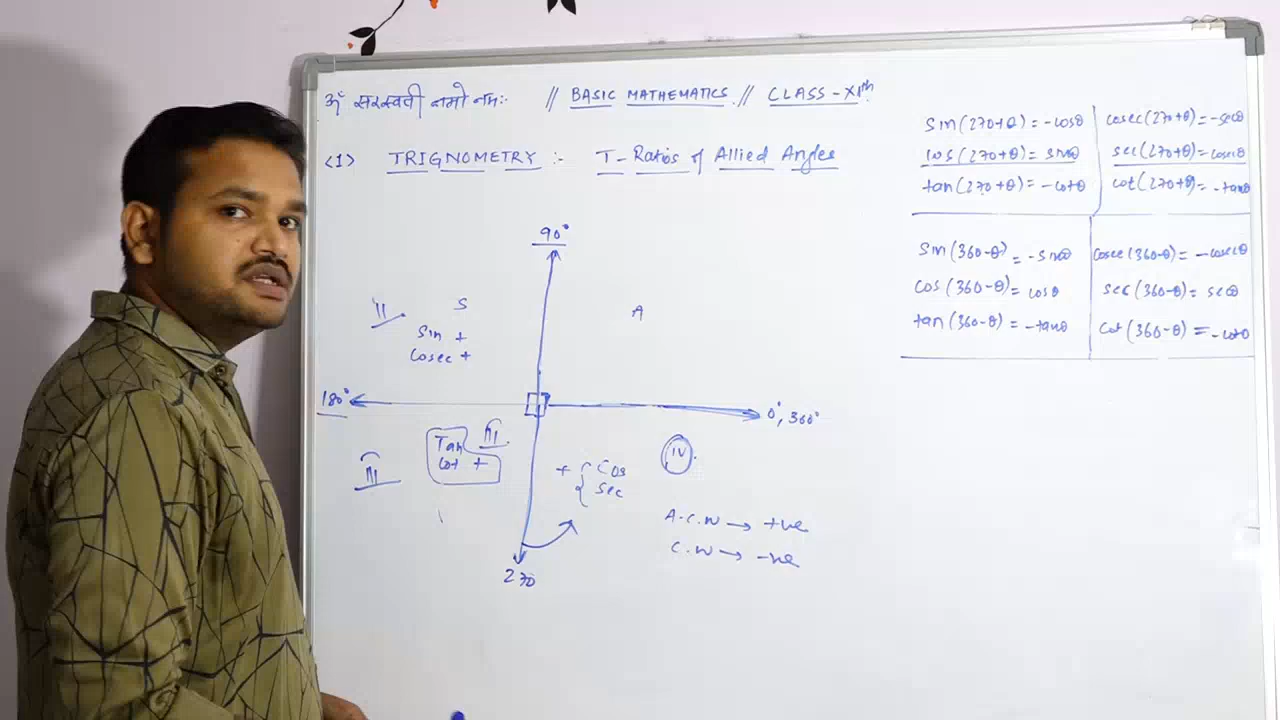 ॐ सरस्वती नमो नमः // BASIC MATHEMATICS // CLASS-XIth
<1> TRIGNOMETRY :- T-Ratios of Allied Angles
90°
II S
sin +
cosec +
A
180°
0°, 360°
Tan
cot +
III
III
+ { cos
sec
IV
A.C.W → +ve
C.W → -ve
270
sin(270+θ) = -cosθ
cos(270+θ) = sinθ
tan(270+θ) = -cotθ
cosec(270+θ) = -secθ
sec(270+θ) = cosecθ
cot(270+θ) = -tanθ
sin(360-θ) = -sinθ
cos(360-θ) = cosθ
tan(360-θ) = -tanθ
cosec(360-θ) = -cosecθ
sec(360-θ) = secθ
cot(360-θ) = -cotθ